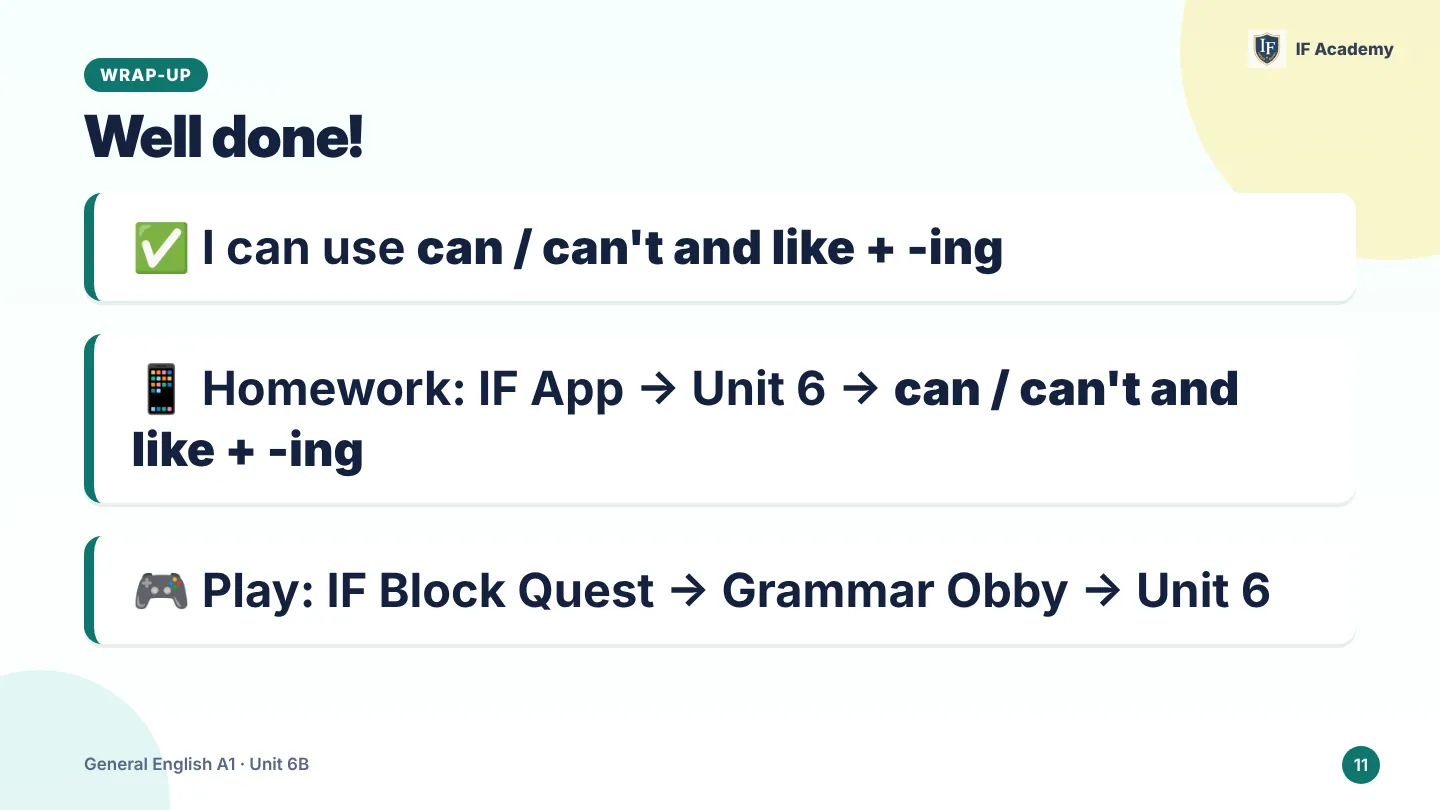 IF IF Academy
WRAP-UP
Well done!
✅ I can use can / can't and like + -ing
📱 Homework: IF App → Unit 6 → can / can't and
like + -ing
🎮 Play: IF Block Quest → Grammar Obby → Unit 6
General English A1 · Unit 6B
11